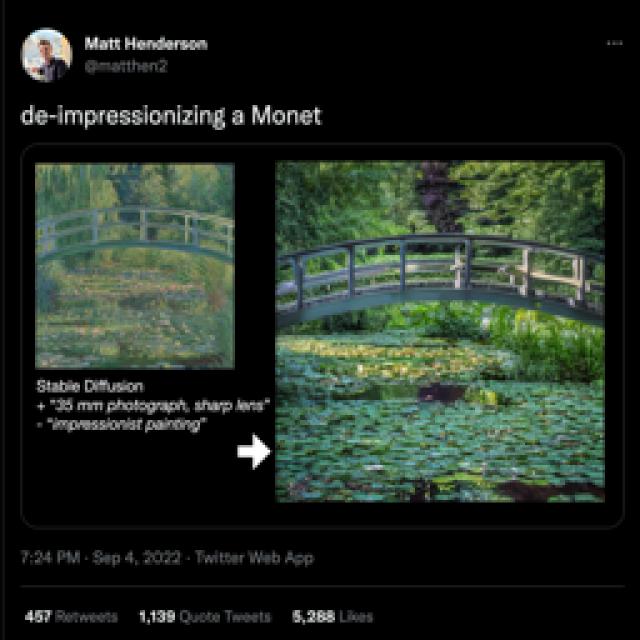 Matt Henderson
@matthen2
de-impressionizing a Monet
Stable Diffusion
+ "35 mm photograph, sharp lens"
- "impressionist painting"
7:24 PM · Sep 4, 2022 · Twitter Web App
457 Retweets 1,139 Quote Tweets 5,288 Likes